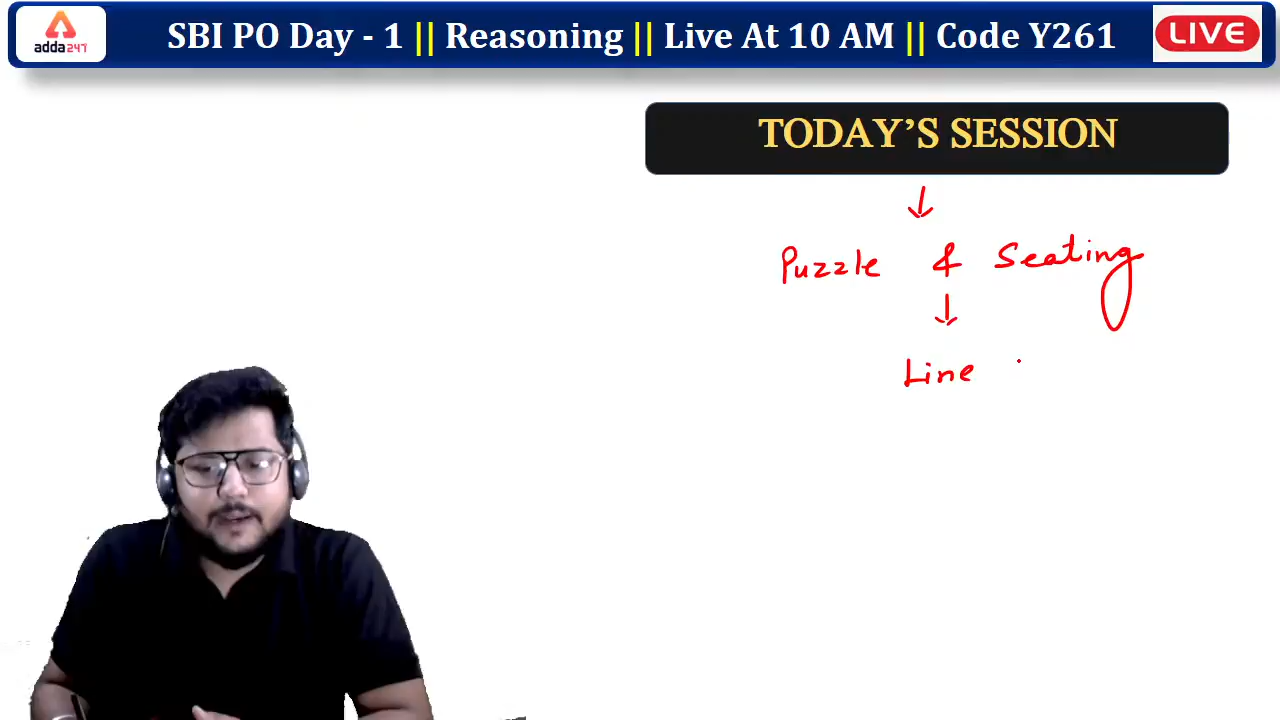 adda247
SBI PO Day - 1 || Reasoning || Live At 10 AM || Code Y261
LIVE
TODAY'S SESSION
Puzzle & Seating
Line